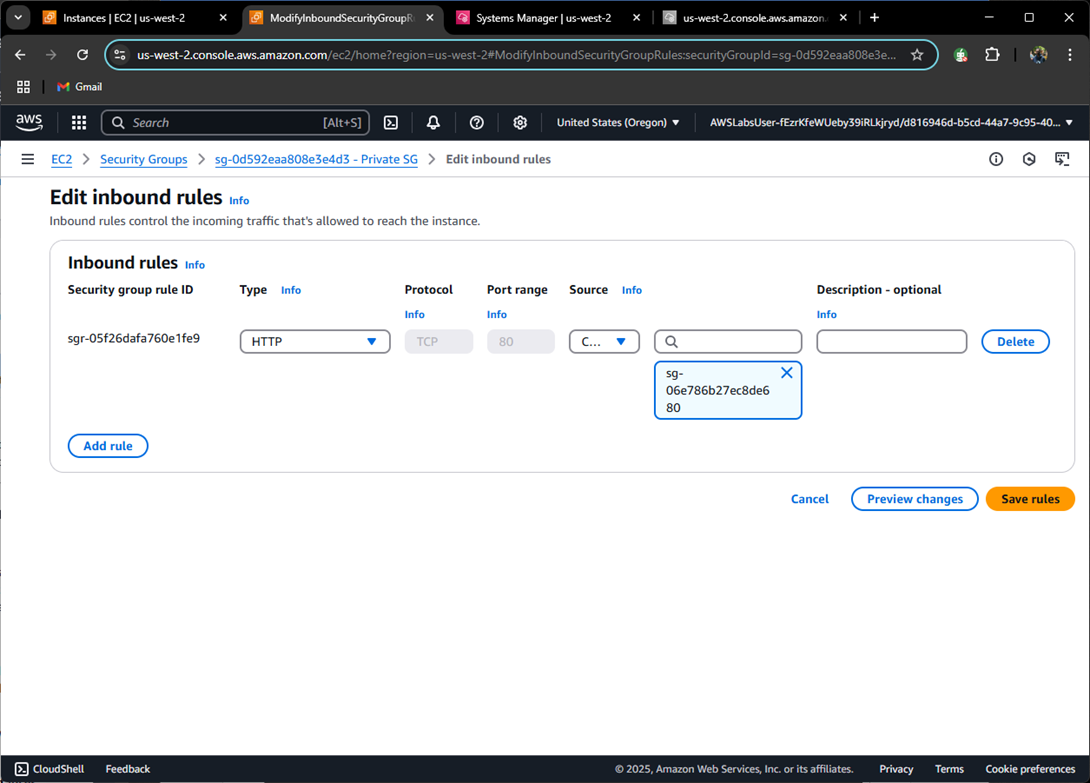 Instances | EC2 | us-west-2
ModifyInboundSecurityGroupR
Systems Manager | us-west-2
us-west-2.console.aws.amazon.
us-west-2.console.aws.amazon.com/ec2/home?region=us-west-2#ModifyInboundSecurityGroupRules:securityGroupId=sg-0d592eaa808e3e...
Gmail
aws
Search
[Alt+S]
United States (Oregon)
AWSLabsUser-fEzrKfeWUeby39iRLkjryd/d816946d-b5cd-44a7-9c95-40...
EC2
Security Groups
sg-0d592eaa808e3e4d3 - Private SG
Edit inbound rules
Edit inbound rules Info
Inbound rules control the incoming traffic that's allowed to reach the instance.
Inbound rules Info
Security group rule ID
Type Info
Protocol
Info
Port range
Info
Source Info
Description - optional
Info
sgr-05f26dafa760e1fe9
HTTP
TCP
80
C...
Delete
sg-
06e786b27ec8de6
80
Add rule
Cancel
Preview changes
Save rules
CloudShell
Feedback
© 2025, Amazon Web Services, Inc. or its affiliates.
Privacy
Terms
Cookie preferences